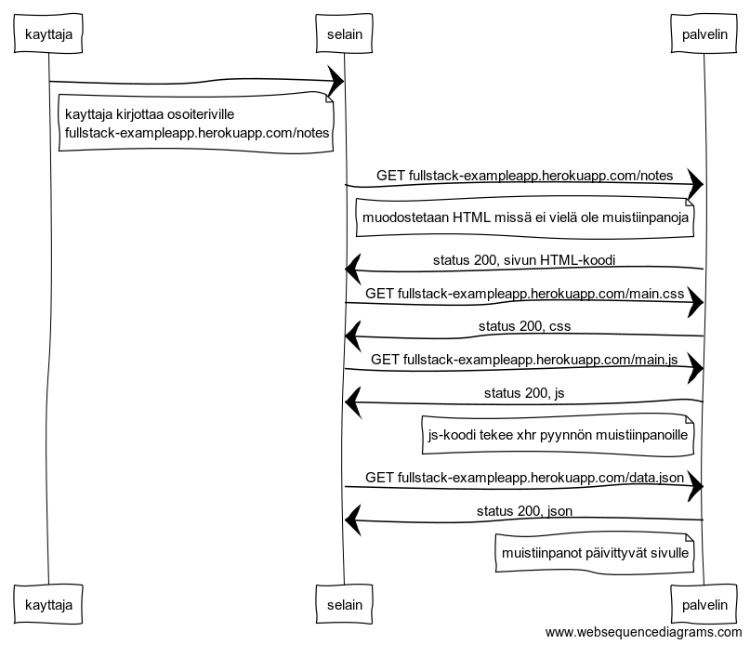 kayttaja
selain
palvelin
kayttaja kirjottaa osoiteriville
fullstack-exampleapp.herokuapp.com/notes
GET fullstack-exampleapp.herokuapp.com/notes
muodostetaan HTML missä ei vielä ole muistiinpanoja
status 200, sivun HTML-koodi
GET fullstack-exampleapp.herokuapp.com/main.css
status 200, css
GET fullstack-exampleapp.herokuapp.com/main.js
status 200, js
js-koodi tekee xhr pyynnön muistiinpanoille
GET fullstack-exampleapp.herokuapp.com/data.json
status 200, json
muistiinpanot päivittyvät sivulle
kayttaja
selain
palvelin
www.websequencediagrams.com